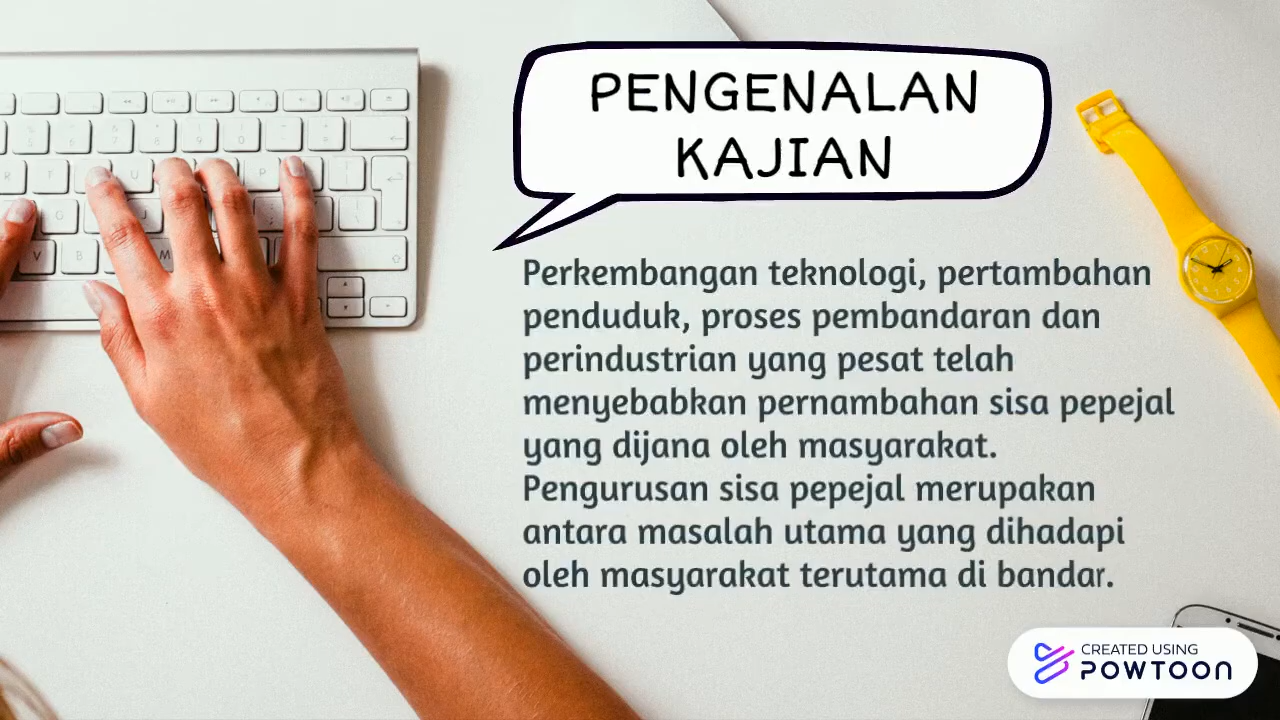 PENGENALAN
KAJIAN
Perkembangan teknologi, pertambahan
penduduk, proses pembandaran dan
perindustrian yang pesat telah
menyebabkan pernambahan sisa pepejal
yang dijana oleh masyarakat.
Pengurusan sisa pepejal merupakan
antara masalah utama yang dihadapi
oleh masyarakat terutama di bandar.
CREATED USING
POWTOON